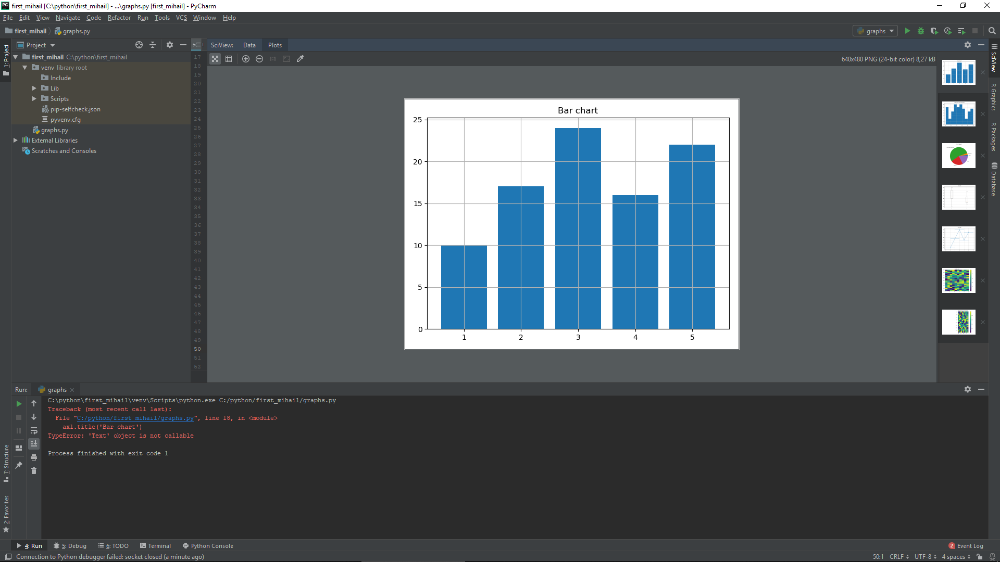 first_mihail [C:\python\first_mihail] - ...\graphs.py [first_mihail] - PyCharm
File Edit View Navigate Code Refactor Run Tools VCS Window Help
first_mihail graphs.py
graphs
1: Project
Project
first_mihail C:\python\first_mihail
venv library root
Include
Lib
Scripts
pip-selfcheck.json
pyvenv.cfg
graphs.py
External Libraries
Scratches and Consoles
17
18
19
20
21
22
23
24
25
26
27
28
29
30
31
32
33
34
35
36
37
38
39
40
41
42
43
44
45
46
47
48
49
50
51
52
SciView: Data Plots
1:1
640x480 PNG (24-bit color) 8,27 kB
Bar chart
25
20
15
10
5
0
1 2 3 4 5
SciView
R Graphics
R Packages
Database
Run: graphs
C:\python\first_mihail\venv\Scripts\python.exe C:/python/first_mihail/graphs.py
Traceback (most recent call last):
File "C:/python/first_mihail/graphs.py", line 18, in <module>
ax1.title('Bar chart')
TypeError: 'Text' object is not callable
Process finished with exit code 1
7: Structure
2: Favorites
4: Run 5: Debug 6: TODO Terminal Python Console
2 Event Log
Connection to Python debugger failed: socket closed (a minute ago)
50:1 CRLF UTF-8 4 spaces